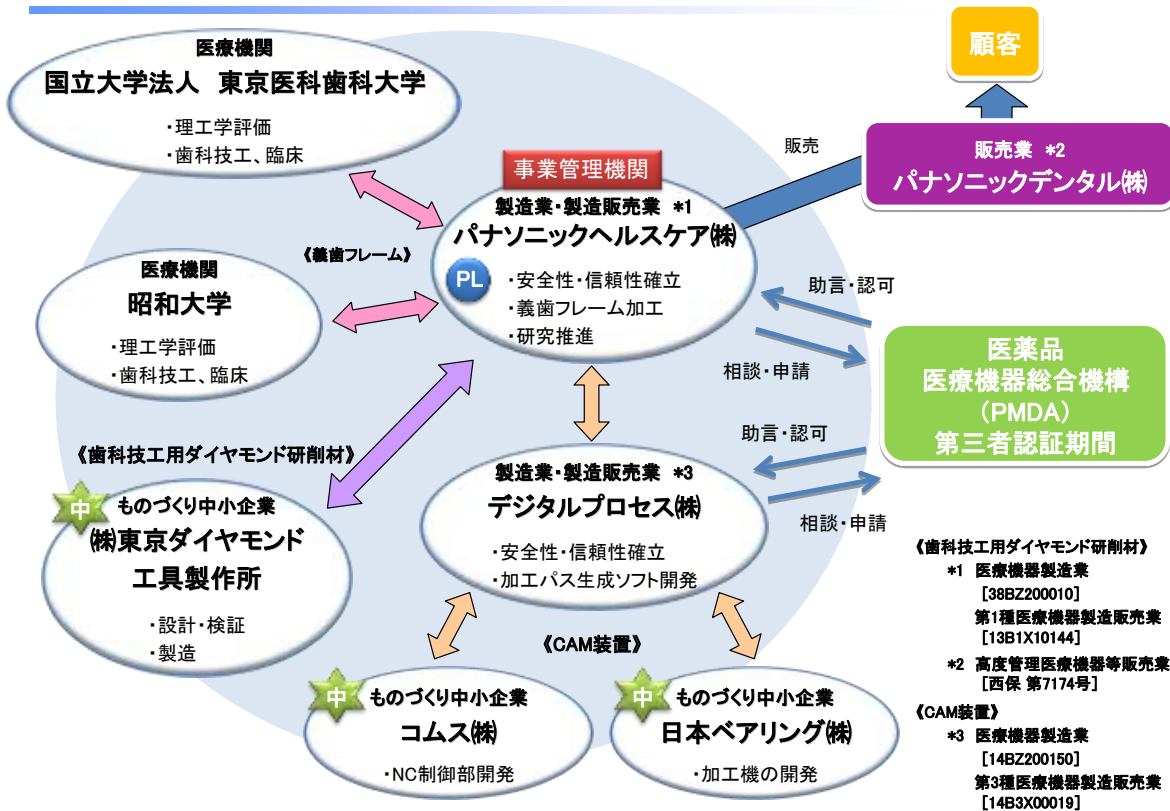 医療機関
国立大学法人　東京医科歯科大学
・理工学評価
・歯科技工、臨床
顧客
販売
販売業　*2
パナソニックデンタル㈱
事業管理機関
製造業・製造販売業　*1
パナソニックヘルスケア㈱
PL
・安全性・信頼性確立
・義歯フレーム加工
・研究推進
《義歯フレーム》
医療機関
昭和大学
・理工学評価
・歯科技工、臨床
助言・認可
相談・申請
医薬品
医療機器総合機構
（PMDA）
第三者認証期間
助言・認可
相談・申請
《歯科技工用ダイヤモンド研削材》
中
ものづくり中小企業
㈱東京ダイヤモンド
工具製作所
・設計・検証
・製造
製造業・製造販売業　*3
デジタルプロセス㈱
・安全性・信頼性確立
・加工パス生成ソフト開発
《CAM装置》
中
ものづくり中小企業
コムス㈱
・NC制御部開発
中
ものづくり中小企業
日本ベアリング㈱
・加工機の開発
《歯科技工用ダイヤモンド研削材》
*1　医療機器製造業
[38BZ200010]
第1種医療機器製造販売業
[13B1X10144]
*2　高度管理医療機器等販売業
[西保 第7174号]
《CAM装置》
*3　医療機器製造業
[14BZ200150]
第3種医療機器製造販売業
[14B3X00019]